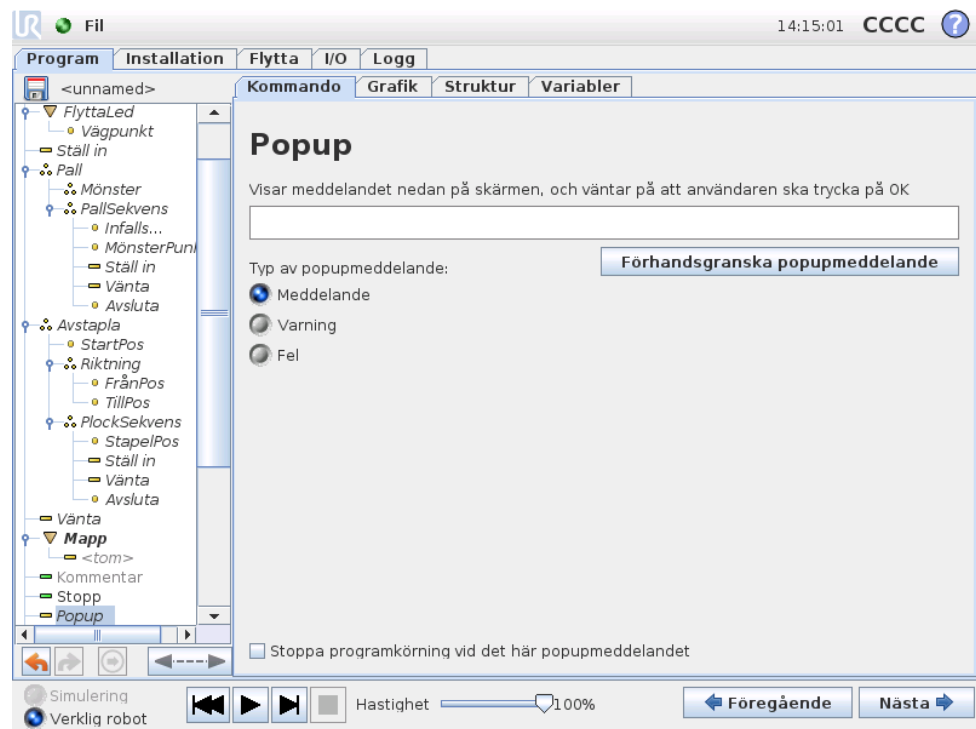 UR Fil 14:15:01 CCCC ?
Program Installation Flytta I/O Logg
<unnamed>
Kommando Grafik Struktur Variabler
FlyttaLed
Vägpunkt
Ställ in
Pall
Mönster
PallSekvens
Infalls...
MönsterPunl
Ställ in
Vänta
Avsluta
Avstapla
StartPos
Riktning
FrånPos
TillPos
PlockSekvens
StapelPos
Ställ in
Vänta
Avsluta
Vänta
Mapp
<tom>
Kommentar
Stopp
Popup
Popup
Visar meddelandet nedan på skärmen, och väntar på att användaren ska trycka på OK
Förhandsgranska popupmeddelande
Typ av popupmeddelande:
Meddelande
Varning
Fel
Stoppa programkörning vid det här popupmeddelandet
Simulering
Verklig robot
Hastighet 100%
Föregående Nästa